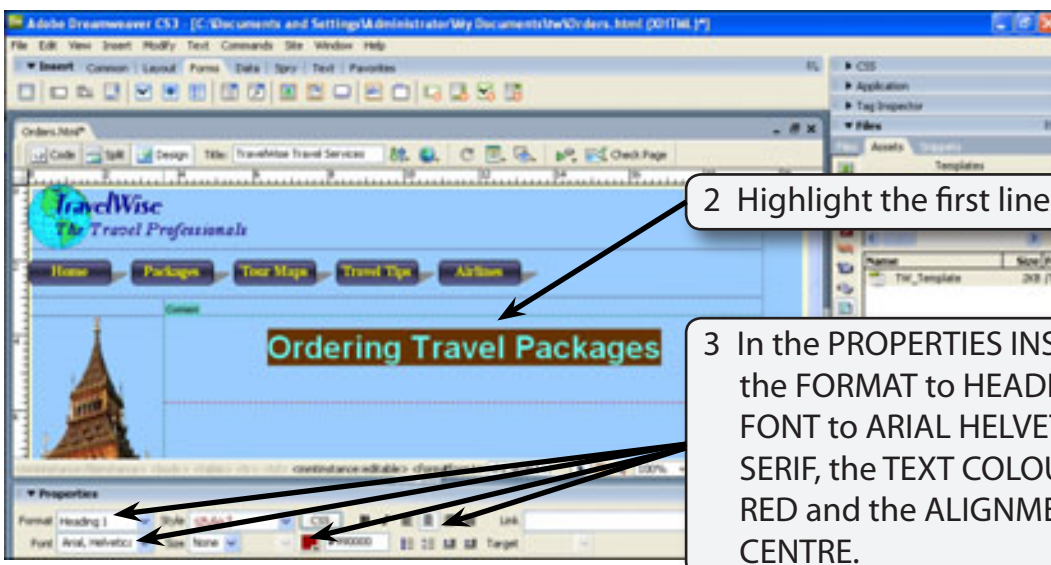 Adobe Dreamweaver CS3 - [C:\Documents and Settings\Administrator\My Documents\tw\Orders.html (XHTML)*]
File Edit View Insert Modify Text Commands Site Window Help
Insert Common Layout Forms Data Spry Text Favorites
CSS
Application
Tag Inspector
Files
Orders.html*
Assets Snippets
Code Split Design Title: TravelWise Travel Services Check Page
Templates
TravelWise
The Travel Professionals
2 Highlight the first line
Home Packages Tour Maps Travel Tips Airlines
Name Size
TW_Template 2KB
Content
Ordering Travel Packages
3 In the PROPERTIES INS
the FORMAT to HEADI
FONT to ARIAL HELVET
SERIF, the TEXT COLOU
RED and the ALIGNME
CENTRE.
100%
Properties
Format Heading 1 Style CSS Link
Font Arial, Helvetica Size None #990000 Target